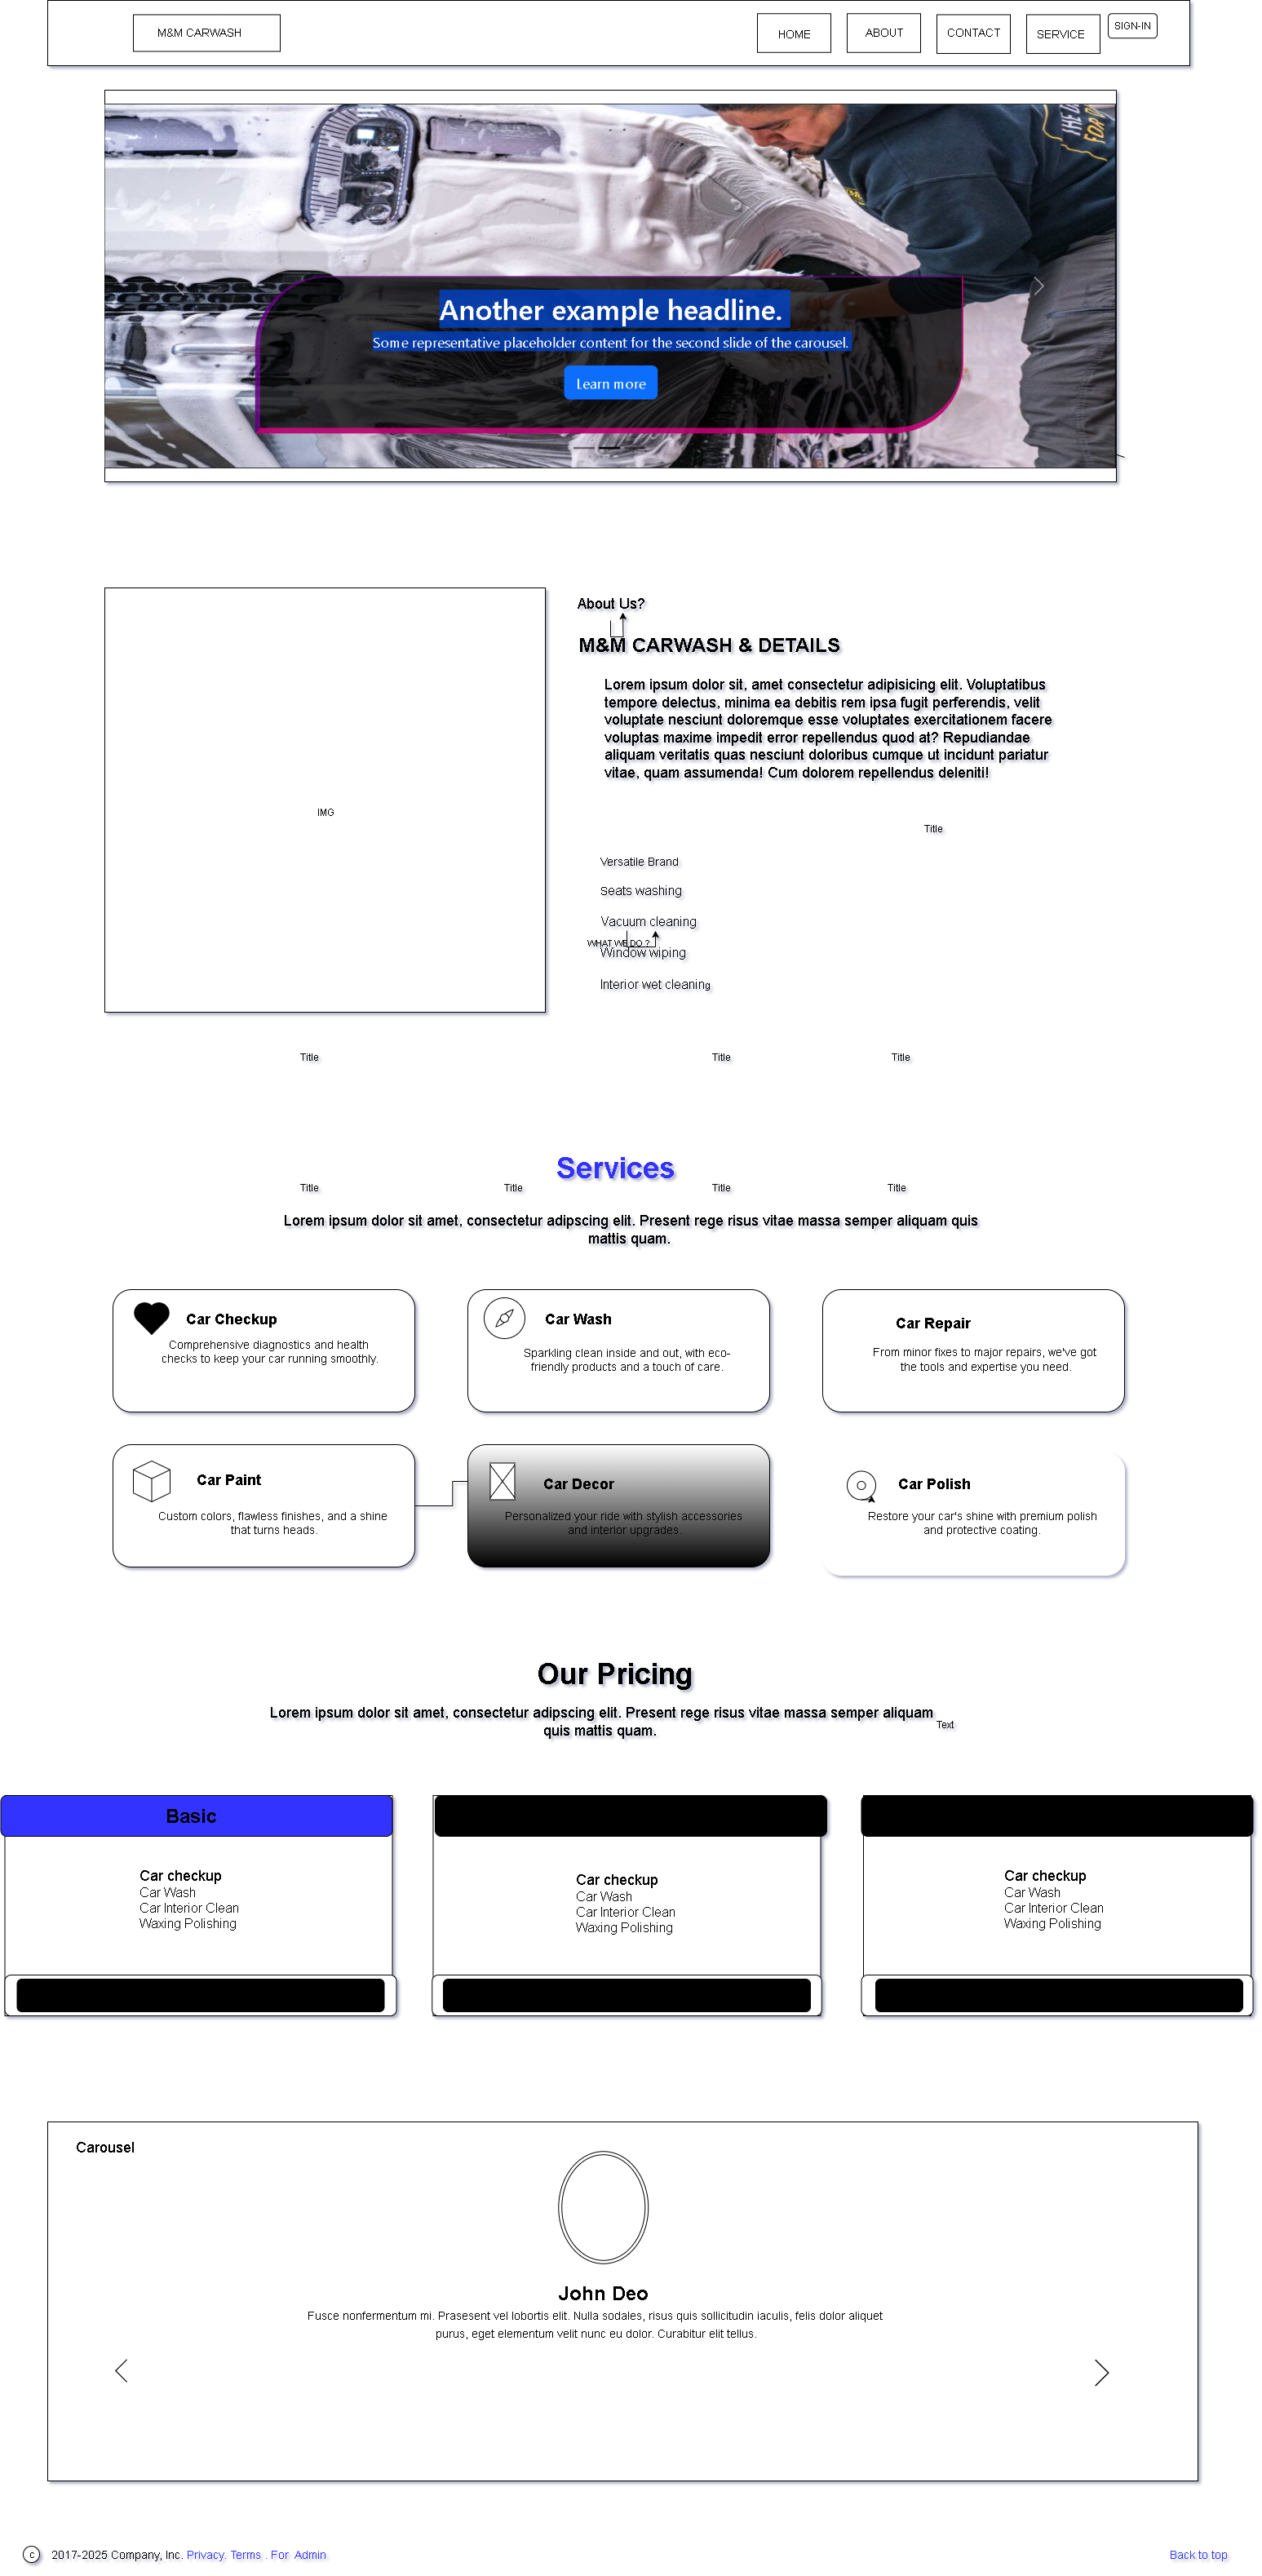 M&M CARWASH
HOME
ABOUT
CONTACT
SERVICE
SIGN-IN
THE
FOR
Another example headline.
Some representative placeholder content for the second slide of the carousel.
Learn more
About Us?
M&M CARWASH & DETAILS
Lorem ipsum dolor sit, amet consectetur adipisicing elit. Voluptatibus
tempore delectus, minima ea debitis rem ipsa fugit perferendis, velit
voluptate nesciunt doloremque esse voluptates exercitationem facere
voluptas maxime impedit error repellendus quod at? Repudiandae
aliquam veritatis quas nesciunt doloribus cumque ut incidunt pariatur
vitae, quam assumenda! Cum dolorem repellendus deleniti!
IMG
Title
Versatile Brand
Seats washing
Vacuum cleaning
WHAT WE DO ?
Window wiping
Interior wet cleaning
Title
Title
Title
Services
Title
Title
Title
Title
Lorem ipsum dolor sit amet, consectetur adipscing elit. Present rege risus vitae massa semper aliquam quis
mattis quam.
Car Checkup
Comprehensive diagnostics and health
checks to keep your car running smoothly.
Car Wash
Sparkling clean inside and out, with eco-
friendly products and a touch of care.
Car Repair
From minor fixes to major repairs, we've got
the tools and expertise you need.
Car Paint
Custom colors, flawless finishes, and a shine
that turns heads.
Car Decor
Personalized your ride with stylish accessories
and interior upgrades.
Car Polish
Restore your car's shine with premium polish
and protective coating.
Our Pricing
Lorem ipsum dolor sit amet, consectetur adipscing elit. Present rege risus vitae massa semper aliquam
quis mattis quam.
Text
Basic
Car checkup
Car Wash
Car Interior Clean
Waxing Polishing
Car checkup
Car Wash
Car Interior Clean
Waxing Polishing
Car checkup
Car Wash
Car Interior Clean
Waxing Polishing
Carousel
John Deo
Fusce nonfermentum mi. Prasesent vel lobortis elit. Nulla sodales, risus quis sollicitudin iaculis, felis dolor aliquet
purus, eget elementum velit nunc eu dolor. Curabitur elit tellus.
c 2017-2025 Company, Inc. Privacy. Terms . For Admin
Back to top